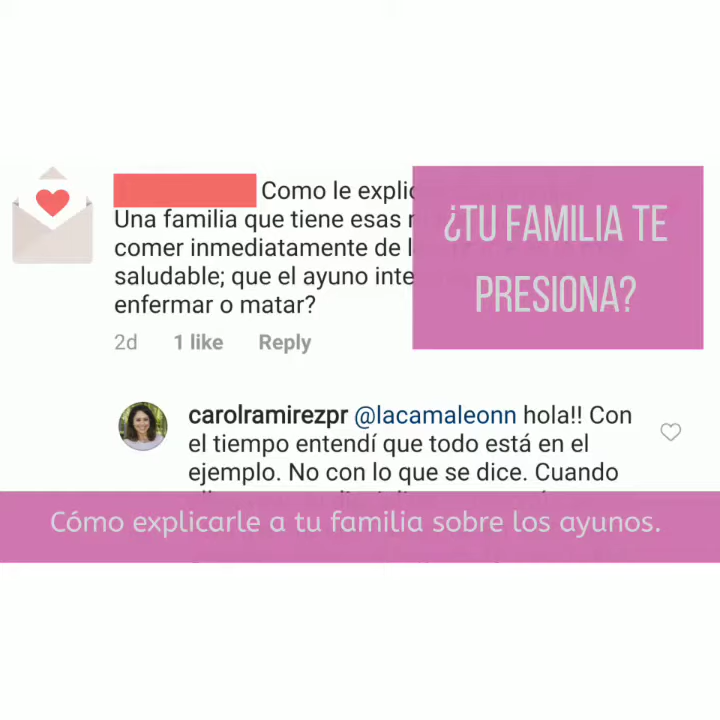 Como le explic
Una familia que tiene esas
comer inmediatamente de
saludable; que el ayuno inte
enfermar o matar?
2d 1 like Reply
¿TU FAMILIA TE
PRESIONA?
carolramirezpr @lacamaleonn hola!! Con
el tiempo entendí que todo está en el
ejemplo. No con lo que se dice. Cuando
Cómo explicarle a tu familia sobre los ayunos.